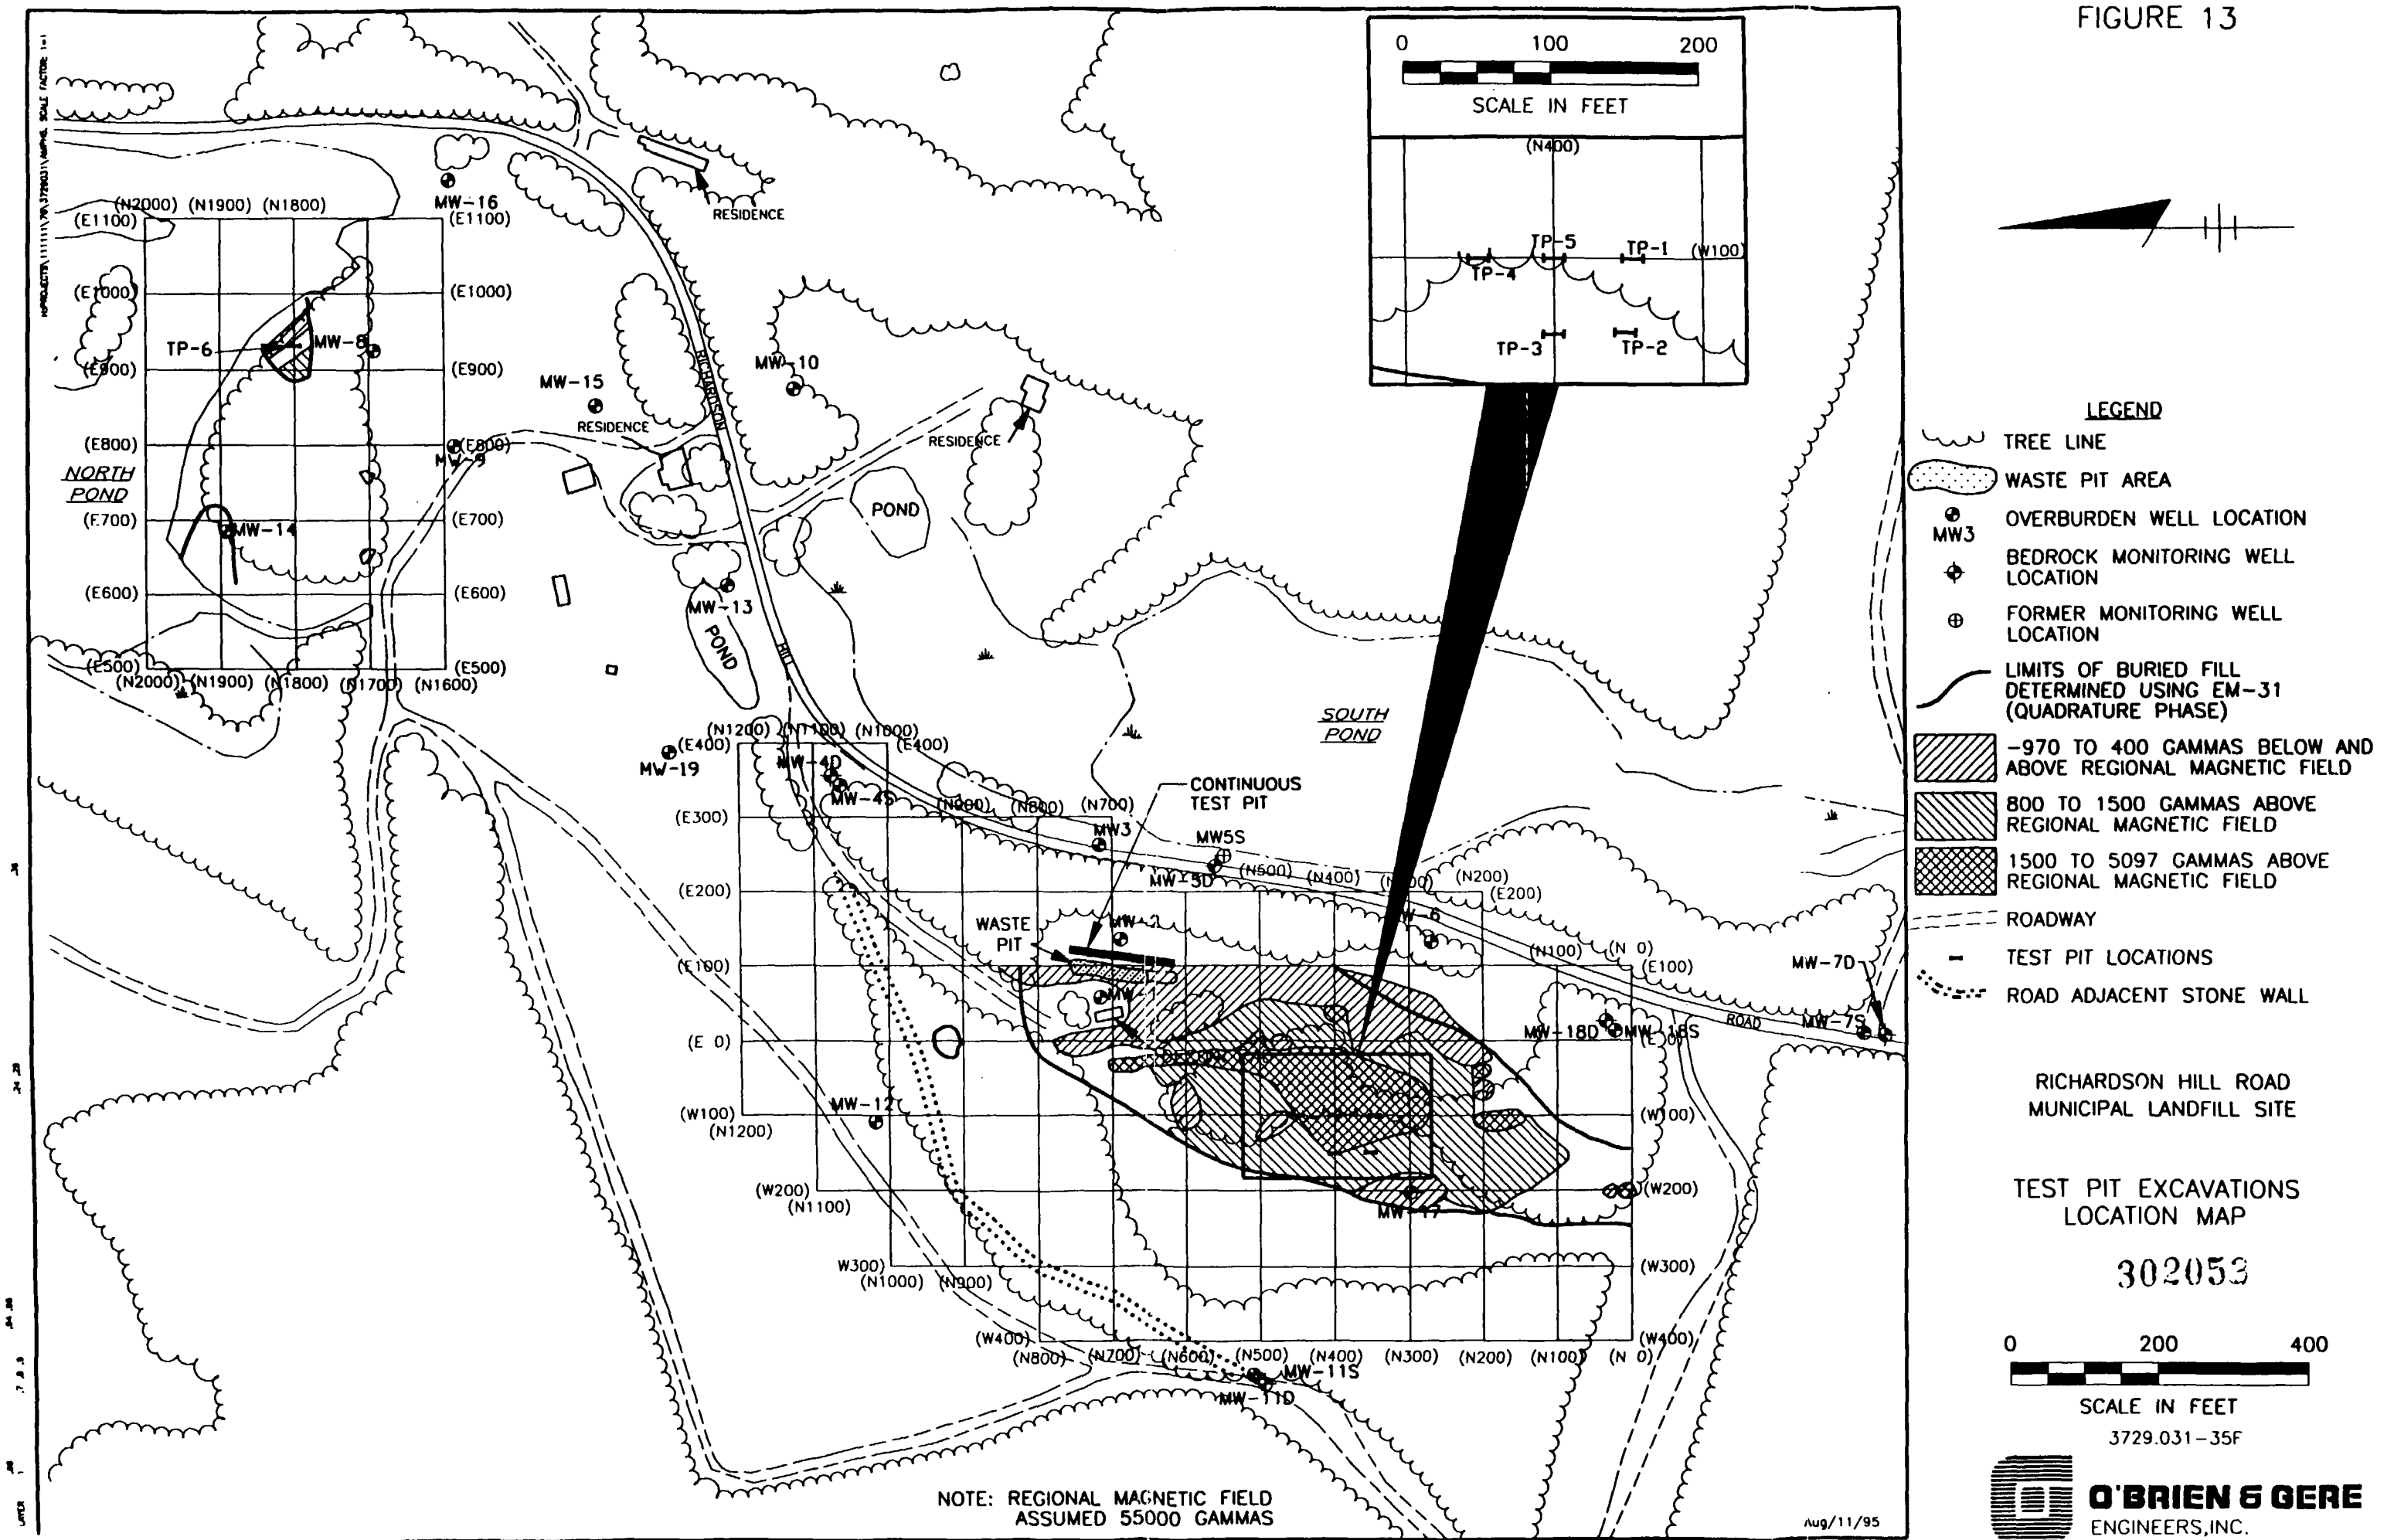 FIGURE 13
0 100 200
SCALE IN FEET
(N400)
TP-5
TP-1
(W100)
TP-4
TP-3
TP-2
MW-16
RESIDENCE
(N2000) (N1900) (N1800)
(E1100)
(E1100)
(E1000)
(E1000)
TP-6
MW-8
(E900)
(E900)
MW-15
MW-10
RICHARDSON
RESIDENCE
RESIDENCE
(E800)
(E800)
MW-9
NORTH
POND
POND
(E700)
(E700)
MW-14
(E600)
(E600)
MW-13
POND
HILL
(E500)
(E500)
(N2000) (N1900) (N1800) (N1700) (N1600)
SOUTH
POND
(N1200) (N1100) (N1000)
(E400)
(E400)
MW-19
MW-4D
MW-4S
CONTINUOUS
TEST PIT
(N900) (N800) (N700)
(E300)
MW3
MW5S
MW-5D
(N500) (N400)
(N200)
(E200)
(E200)
WASTE
PIT
(N100) (N 0)
(E100)
(E100)
MW-7D
MW-18D
MW-18S
MW-7S
ROAD
(E 0)
MW-12
(W100)
(W100)
(N1200)
(W200)
(W200)
(N1100)
MW-17
W300)
(W300)
(N1000) (N900)
(W400)
(W400)
(N800) (N700) (N600) (N500) (N400) (N300) (N200) (N100) (N 0)
MW-11S
MW-11D
NOTE: REGIONAL MAGNETIC FIELD
ASSUMED 55000 GAMMAS
Aug/11/95
LEGEND
TREE LINE
WASTE PIT AREA
OVERBURDEN WELL LOCATION
MW3
BEDROCK MONITORING WELL
LOCATION
FORMER MONITORING WELL
LOCATION
LIMITS OF BURIED FILL
DETERMINED USING EM-31
(QUADRATURE PHASE)
-970 TO 400 GAMMAS BELOW AND
ABOVE REGIONAL MAGNETIC FIELD
800 TO 1500 GAMMAS ABOVE
REGIONAL MAGNETIC FIELD
1500 TO 5097 GAMMAS ABOVE
REGIONAL MAGNETIC FIELD
ROADWAY
TEST PIT LOCATIONS
ROAD ADJACENT STONE WALL
RICHARDSON HILL ROAD
MUNICIPAL LANDFILL SITE
TEST PIT EXCAVATIONS
LOCATION MAP
302053
0 200 400
SCALE IN FEET
3729.031-35F
O'BRIEN & GERE
ENGINEERS,INC.